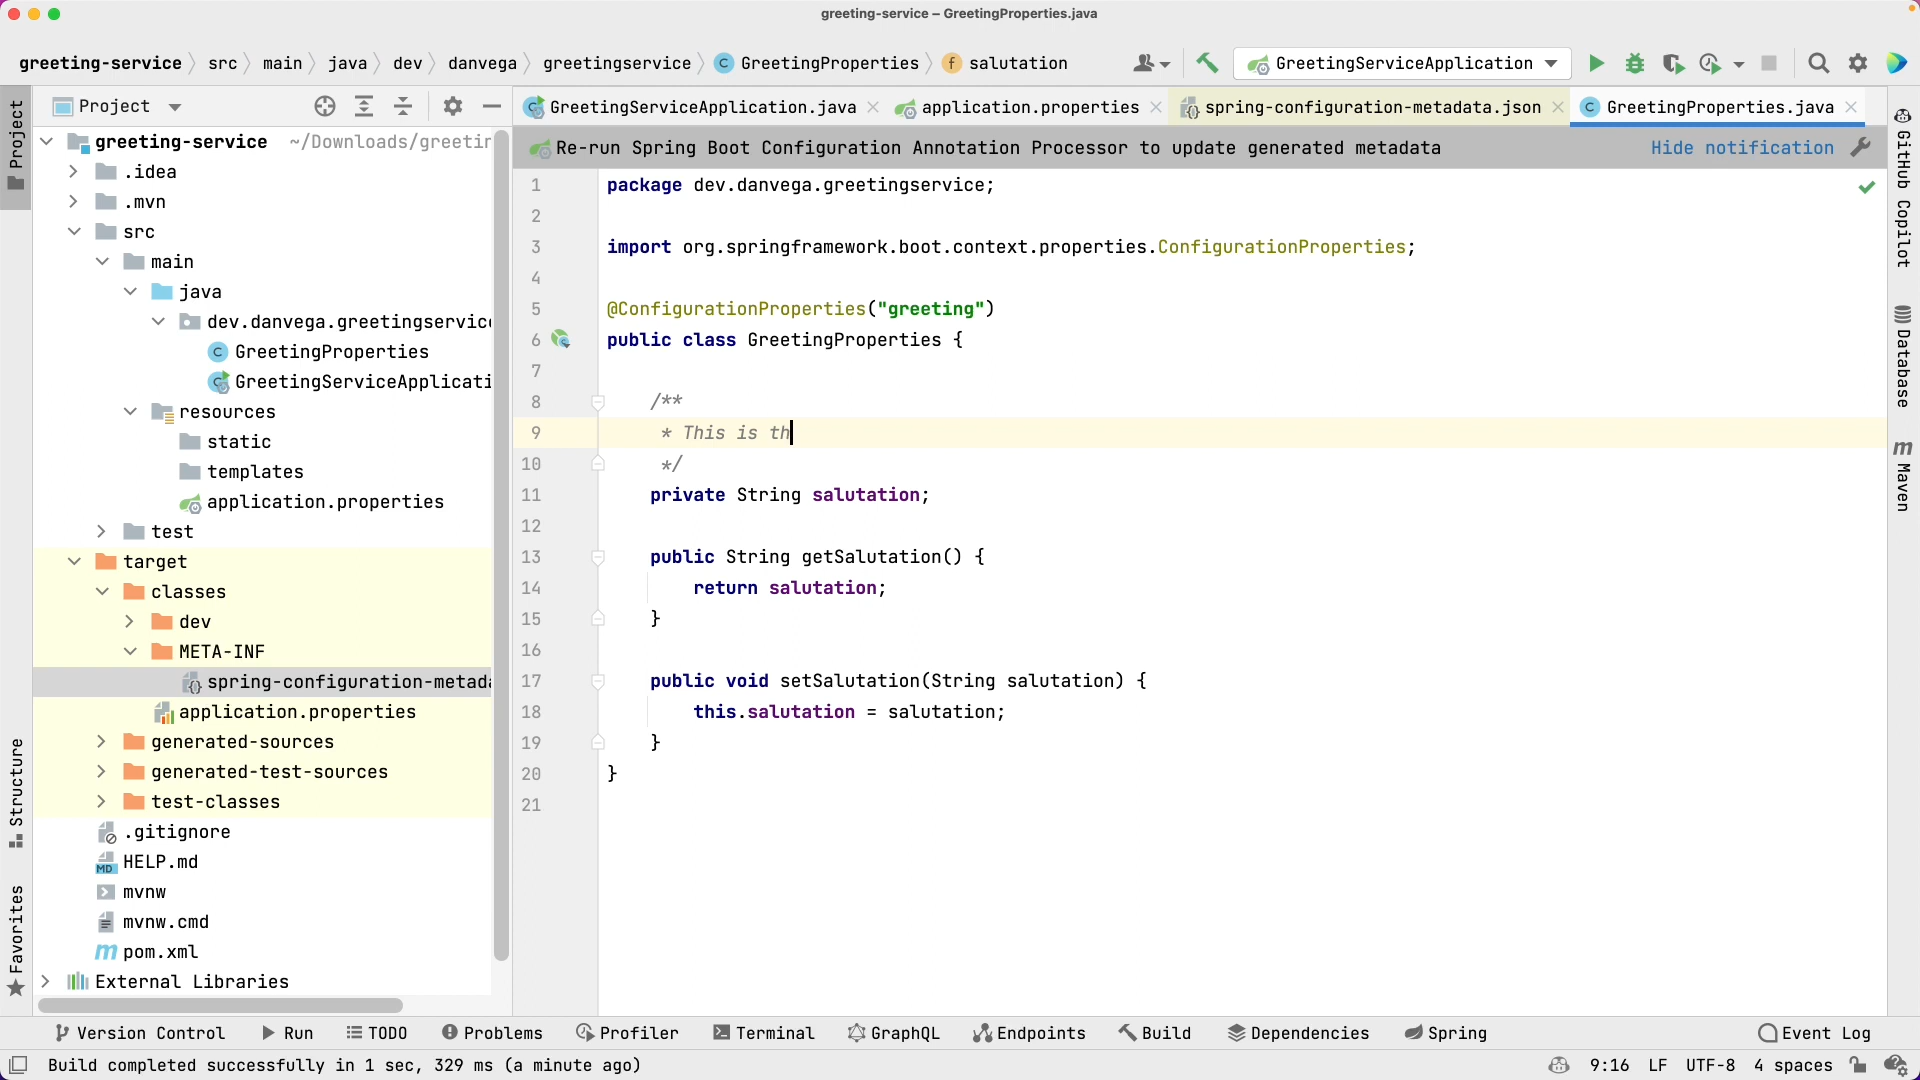 greeting-service – GreetingProperties.java
greeting-service src main java dev danvega greetingservice GreetingProperties salutation
GreetingServiceApplication
Project
Project
GreetingServiceApplication.java application.properties spring-configuration-metadata.json GreetingProperties.java
Re-run Spring Boot Configuration Annotation Processor to update generated metadata Hide notification
greeting-service ~/Downloads/greetin
.idea
.mvn
src
main
java
dev.danvega.greetingservic
GreetingProperties
GreetingServiceApplicati
resources
static
templates
application.properties
test
target
classes
dev
META-INF
spring-configuration-metada
application.properties
generated-sources
generated-test-sources
test-classes
.gitignore
HELP.md
mvnw
mvnw.cmd
pom.xml
External Libraries
Structure
Favorites
1 package dev.danvega.greetingservice;
2
3 import org.springframework.boot.context.properties.ConfigurationProperties;
4
5 @ConfigurationProperties("greeting")
6 public class GreetingProperties {
7
8 /**
9 * This is th
10 */
11 private String salutation;
12
13 public String getSalutation() {
14 return salutation;
15 }
16
17 public void setSalutation(String salutation) {
18 this.salutation = salutation;
19 }
20 }
21
GitHub Copilot
Database
Maven
Version Control Run TODO Problems Profiler Terminal GraphQL Endpoints Build Dependencies Spring Event Log
Build completed successfully in 1 sec, 329 ms (a minute ago) 9:16 LF UTF-8 4 spaces